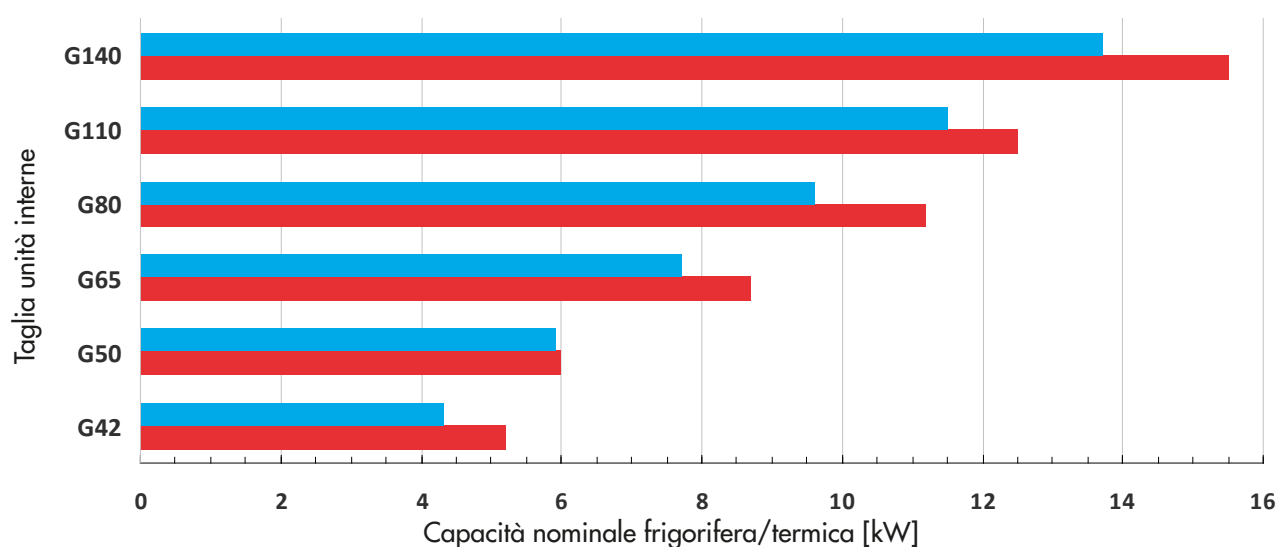 G140
G110
G80
G65
G50
G42
Taglia unità interne
0 2 4 6 8 10 12 14 16
Capacità nominale frigorifera/termica [kW]